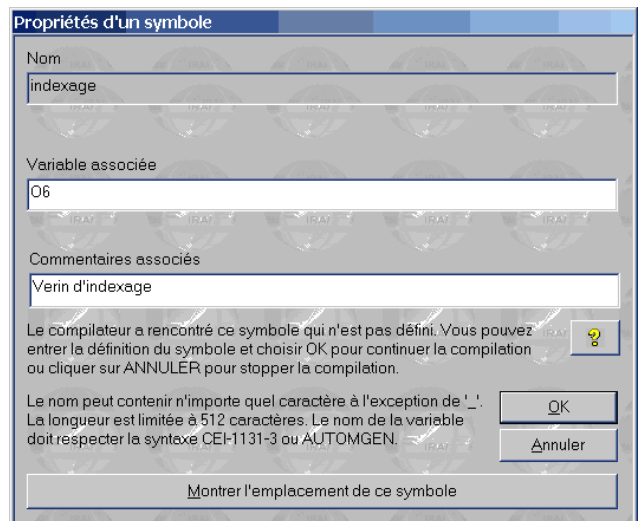 Propriétés d'un symbole
Nom
indexage
Variable associée
O6
Commentaires associés
Verin d'indexage
Le compilateur a rencontré ce symbole qui n'est pas défini. Vous pouvez
entrer la définition du symbole et choisir OK pour continuer la compilation
ou cliquer sur ANNULER pour stopper la compilation.
?
Le nom peut contenir n'importe quel caractère à l'exception de '_'.
La longueur est limitée à 512 caractères. Le nom de la variable
doit respecter la syntaxe CEI-1131-3 ou AUTOMGEN.
OK
Annuler
Montrer l'emplacement de ce symbole